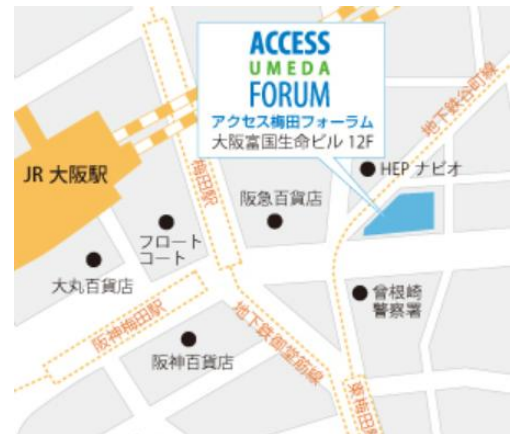 ACCESS
UMEDA
FORUM
アクセス梅田フォーラム
大阪富国生命ビル 12F
地下鉄谷町線
JR 大阪駅
梅田駅
HEP ナビオ
阪急百貨店
フロート
コート
大丸百貨店
曾根崎
警察署
阪神梅田駅
地下鉄御堂筋線
阪神百貨店
東梅田駅